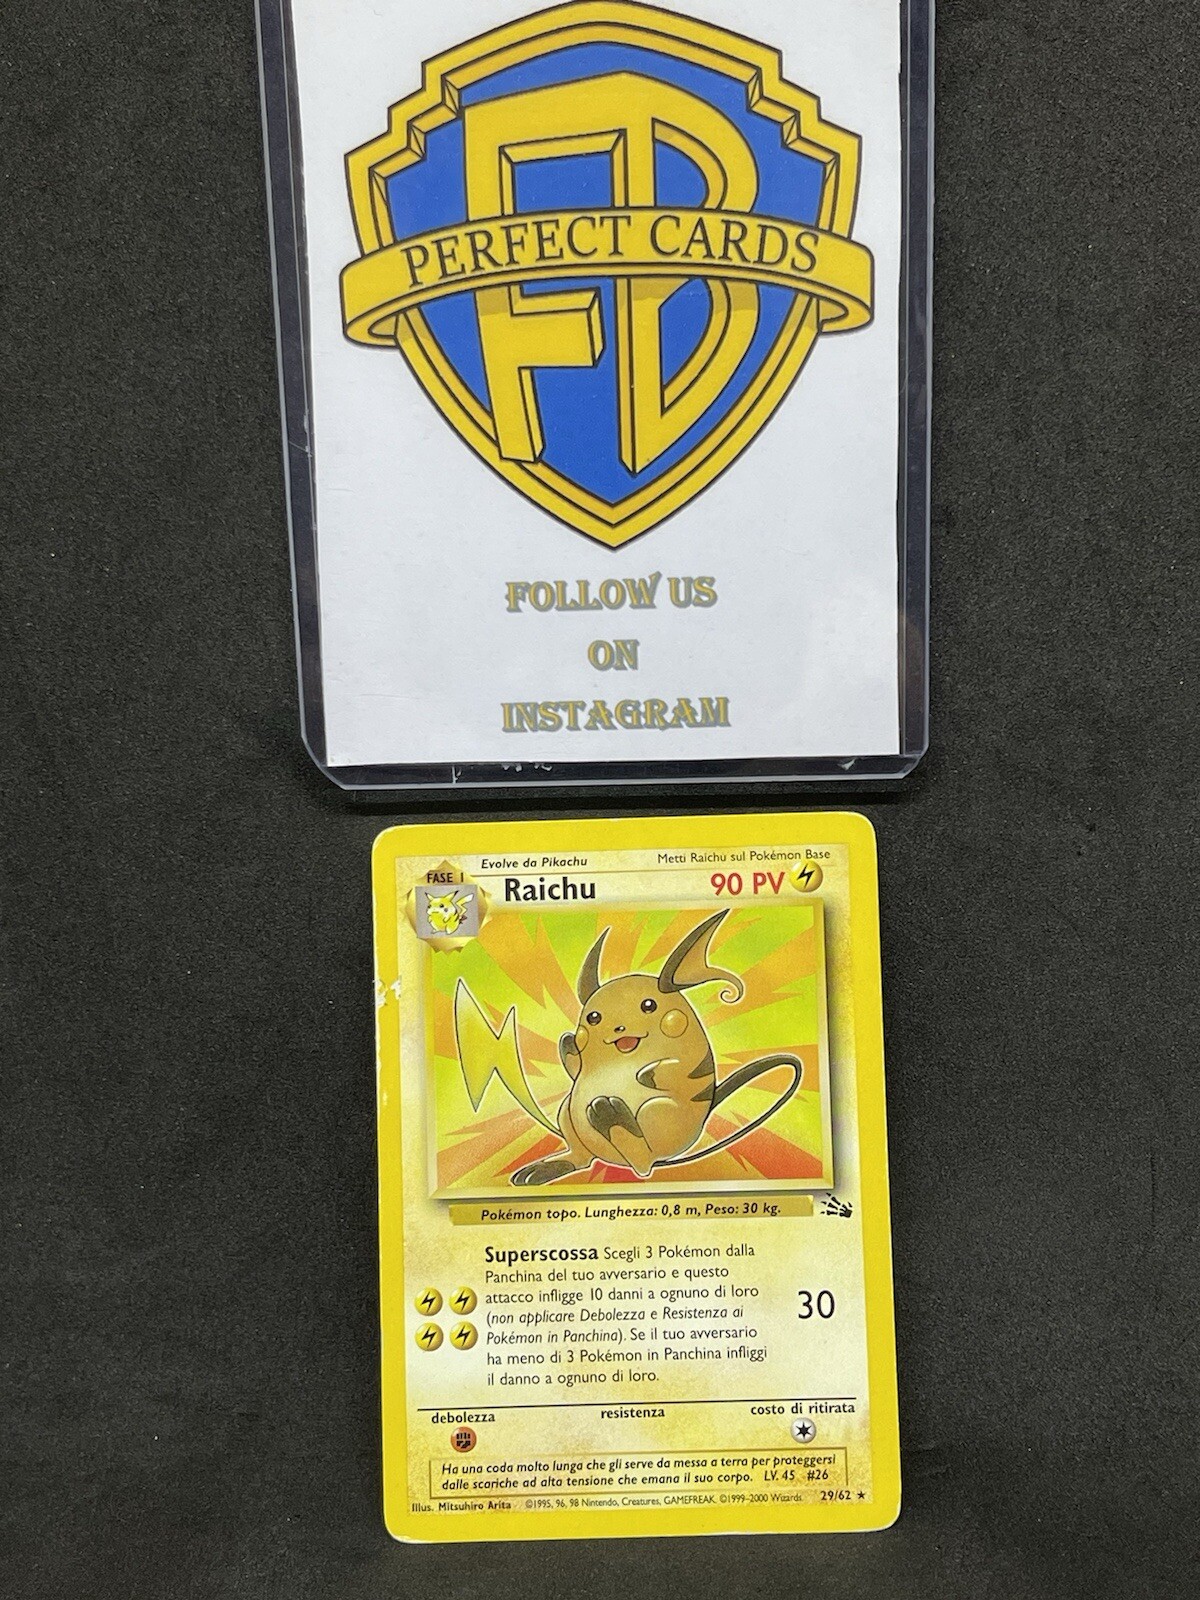 FB
PERFECT CARDS
FOLLOW US
ON
INSTAGRAM
Evolve da Pikachu
Metti Raichu sul Pokémon Base
FASE 1
Raichu
90 PV
Pokémon topo. Lunghezza: 0,8 m, Peso: 30 kg.
Superscossa Scegli 3 Pokémon dalla
Panchina del tuo avversario e questo
attacco infligge 10 danni a ognuno di loro
(non applicare Debolezza e Resistenza ai
Pokémon in Panchina). Se il tuo avversario
ha meno di 3 Pokémon in Panchina infliggi
il danno a ognuno di loro.
30
debolezza
resistenza
costo di ritirata
Ha una coda molto lunga che gli serve da messa a terra per proteggersi
dalle scariche ad alta tensione che emana il suo corpo. LV. 45 #26
Illus. Mitsuhiro Arita ©1995, 96, 98 Nintendo, Creatures, GAMEFREAK. ©1999-2000 Wizards. 29/62 ★